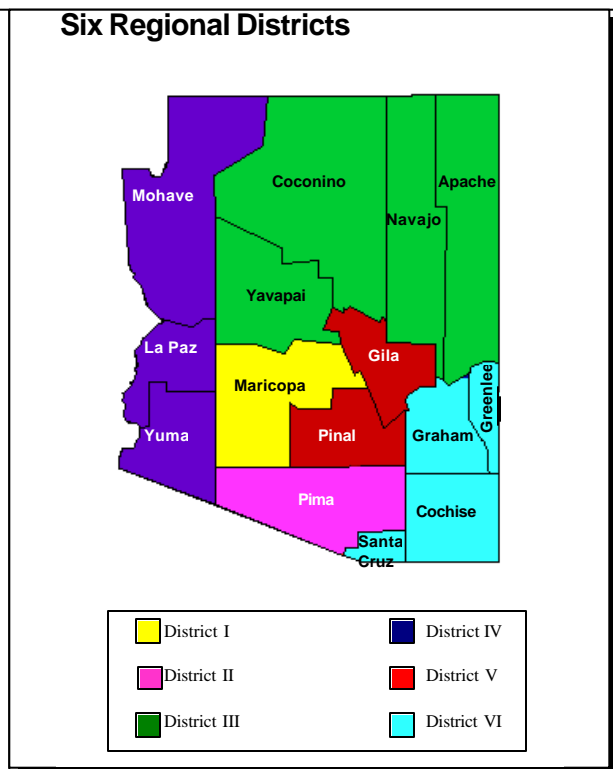 Six Regional Districts
Coconino
Apache
Mohave
Navajo
Yavapai
La Paz
Gila
Maricopa
Greenlee
Yuma
Pinal
Graham
Pima
Cochise
Santa
Cruz
District I
District IV
District II
District V
District III
District VI